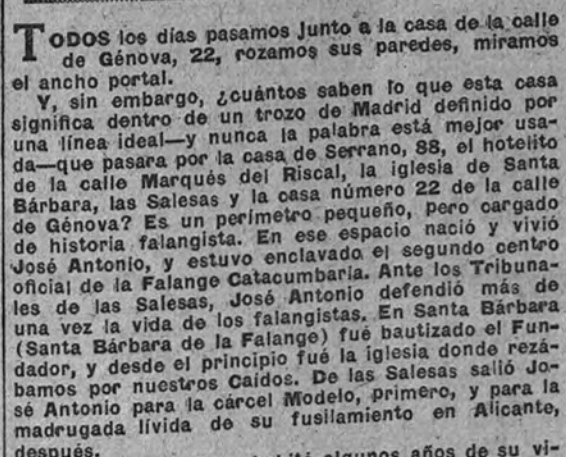 TODOS los días pasamos junto a la casa de la calle
de Génova, 22, rozamos sus paredes, miramos
el ancho portal.
Y, sin embargo, ¿cuántos saben lo que esta casa
significa dentro de un trozo de Madrid definido por
una línea ideal—y nunca la palabra está mejor usa-
da—que pasara por la casa de Serrano, 88, el hotelito
de la calle Marqués del Riscal, la iglesia de Santa
Bárbara, las Salesas y la casa número 22 de la calle
de Génova? Es un perímetro pequeño, pero cargado
de historia falangista. En ese espacio nació y vivió
José Antonio, y estuvo enclavado el segundo centro
oficial de la Falange Catacumbaria. Ante los Tribuna-
les de las Salesas, José Antonio defendió más de
una vez la vida de los falangistas. En Santa Bárbara
(Santa Bárbara de la Falange) fué bautizado el Fun-
dador, y desde el principio fué la iglesia donde rezá-
bamos por nuestros Caídos. De las Salesas salió Jo-
sé Antonio para la cárcel Modelo, primero, y para la
madrugada lívida de su fusilamiento en Alicante,
después.
algunos años de su vi-